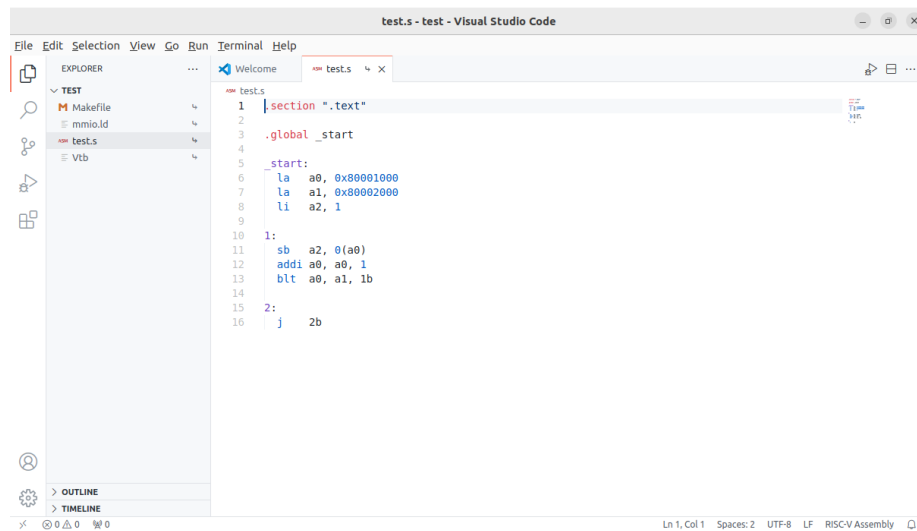 test.s - test - Visual Studio Code
File Edit Selection View Go Run Terminal Help
EXPLORER
Welcome
ASM test.s
TEST
Makefile
mmio.ld
ASM test.s
Vtb
ASM test.s
1 .section ".text"
2
3 .global _start
4
5 _start:
6 la a0, 0x80001000
7 la a1, 0x80002000
8 li a2, 1
9
10 1:
11 sb a2, 0(a0)
12 addi a0, a0, 1
13 blt a0, a1, 1b
14
15 2:
16 j 2b
OUTLINE
TIMELINE
0 0 0 Ln 1, Col 1 Spaces: 2 UTF-8 LF RISC-V Assembly